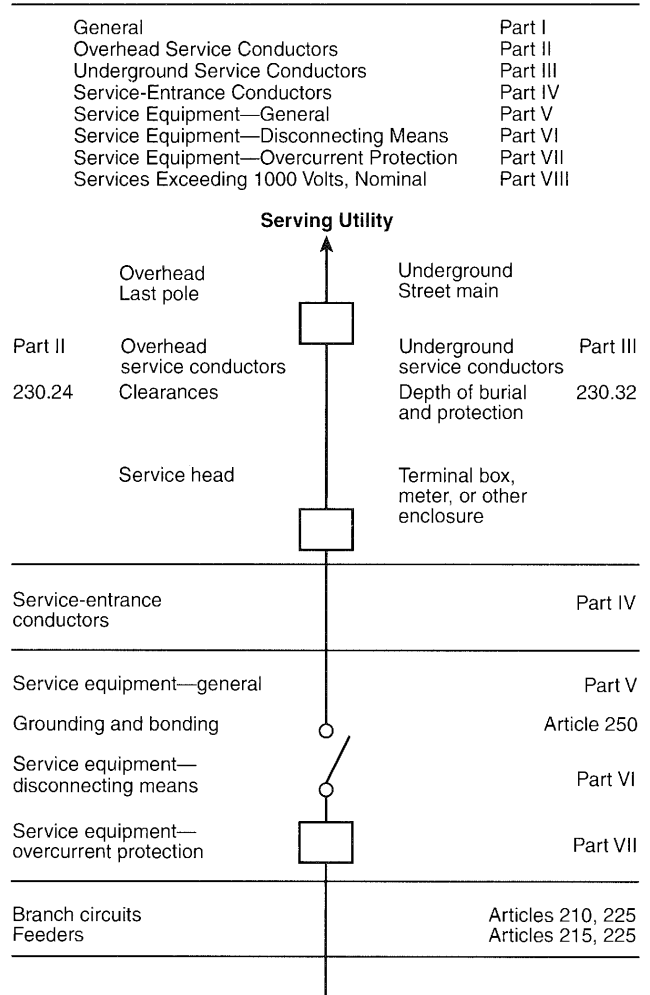 General Part I
Overhead Service Conductors Part II
Underground Service Conductors Part III
Service-Entrance Conductors Part IV
Service Equipment—General Part V
Service Equipment—Disconnecting Means Part VI
Service Equipment—Overcurrent Protection Part VII
Services Exceeding 1000 Volts, Nominal Part VIII
Serving Utility
Overhead
Last pole
Underground
Street main
Part II
Overhead
service conductors
Underground
service conductors
Part III
230.24
Clearances
Depth of burial
and protection
230.32
Service head
Terminal box,
meter, or other
enclosure
Service-entrance
conductors
Part IV
Service equipment—general Part V
Grounding and bonding Article 250
Service equipment—
disconnecting means
Part VI
Service equipment—
overcurrent protection
Part VII
Branch circuits Articles 210, 225
Feeders Articles 215, 225